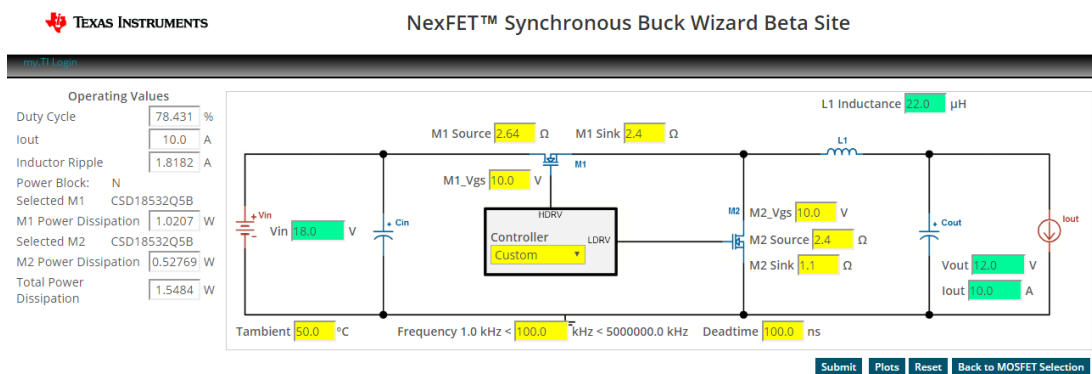 TEXAS INSTRUMENTS
NexFET™ Synchronous Buck Wizard Beta Site
my.TI Login
Operating Values
Duty Cycle 78.431 %
Iout 10.0 A
Inductor Ripple 1.8182 A
Power Block: N
Selected M1 CSD18532Q5B
M1 Power Dissipation 1.0207 W
Selected M2 CSD18532Q5B
M2 Power Dissipation 0.52769 W
Total Power
Dissipation 1.5484 W
L1 Inductance 22.0 μH
M1 Source 2.64 Ω M1 Sink 2.4 Ω
L1
M1
M1_Vgs 10.0 V
HDRV
Controller
Custom
LDRV
Vin
Vin 18.0 V
Cin
M2 M2_Vgs 10.0 V
M2 Source 2.4 Ω
M2 Sink 1.1 Ω
Cout
Iout
Vout 12.0 V
Iout 10.0 A
Tambient 50.0 °C Frequency 1.0 kHz < 100.0 kHz < 5000000.0 kHz Deadtime 100.0 ns
Submit Plots Reset Back to MOSFET Selection